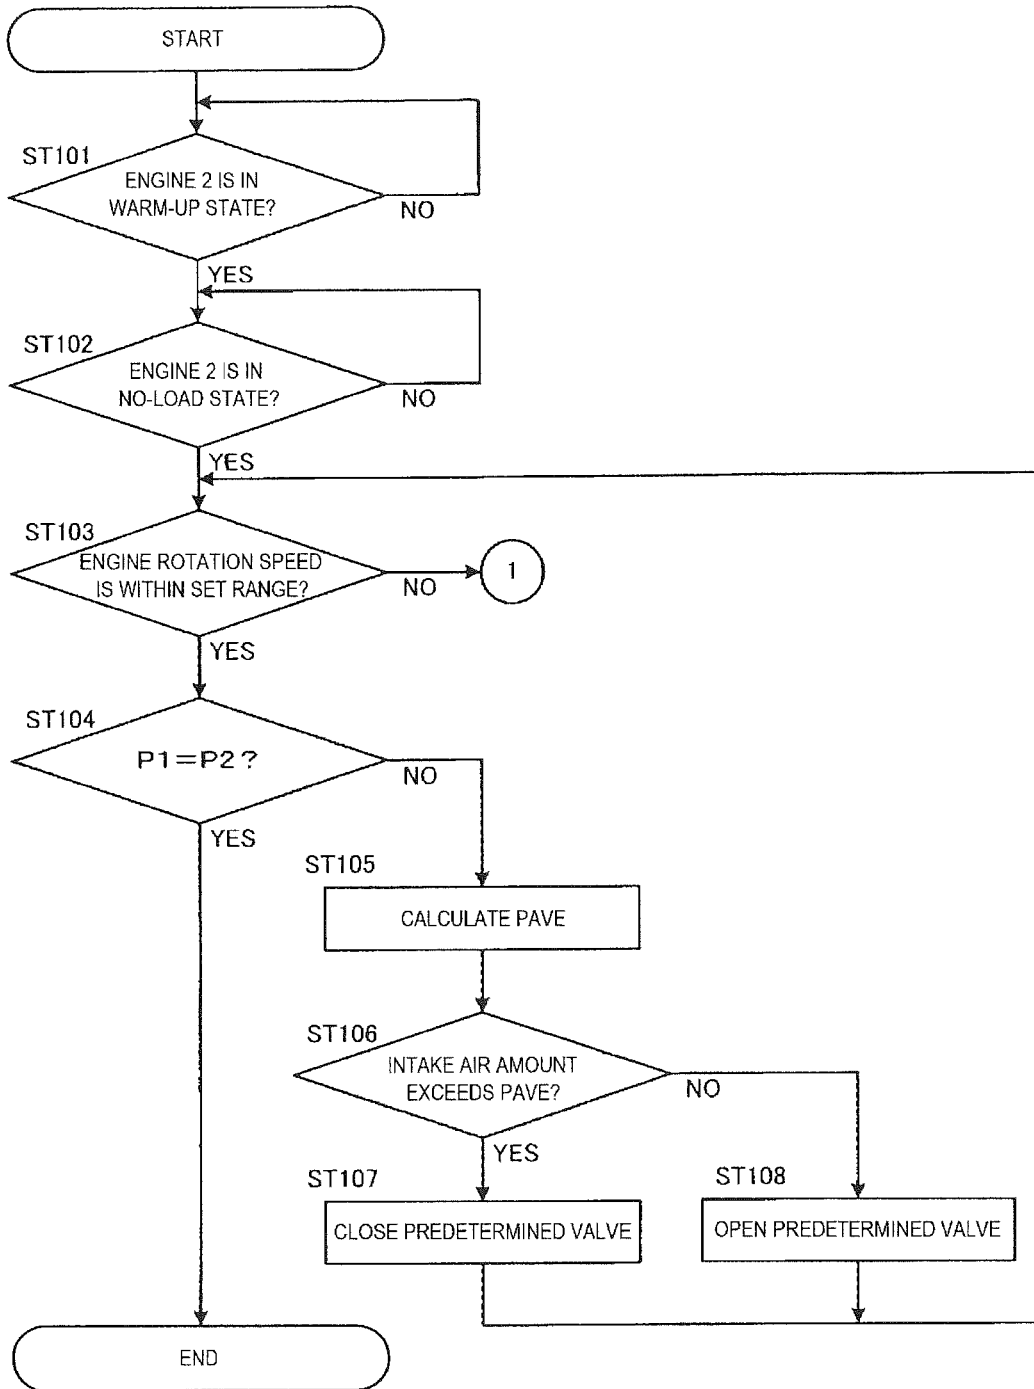 START
ST101
ENGINE 2 IS IN
WARM-UP STATE?
NO
YES
ST102
ENGINE 2 IS IN
NO-LOAD STATE?
NO
YES
ST103
ENGINE ROTATION SPEED
IS WITHIN SET RANGE?
NO
1
YES
ST104
P1=P2?
NO
YES
ST105
CALCULATE PAVE
ST106
INTAKE AIR AMOUNT
EXCEEDS PAVE?
NO
YES
ST107
CLOSE PREDETERMINED VALVE
ST108
OPEN PREDETERMINED VALVE
END